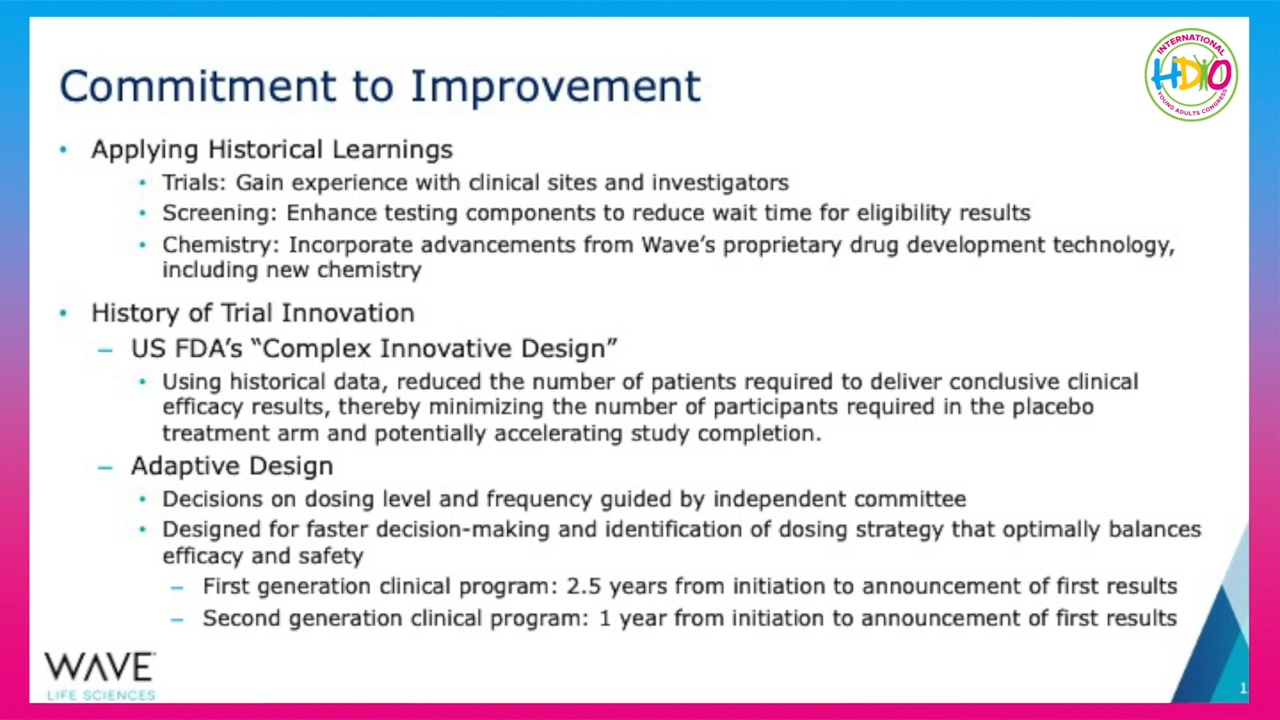 Commitment to Improvement
INTERNATIONAL
HDYO
YOUNG ADULTS CONGRESS
• Applying Historical Learnings
• Trials: Gain experience with clinical sites and investigators
• Screening: Enhance testing components to reduce wait time for eligibility results
• Chemistry: Incorporate advancements from Wave’s proprietary drug development technology,
including new chemistry
• History of Trial Innovation
– US FDA’s “Complex Innovative Design”
• Using historical data, reduced the number of patients required to deliver conclusive clinical
efficacy results, thereby minimizing the number of participants required in the placebo
treatment arm and potentially accelerating study completion.
– Adaptive Design
• Decisions on dosing level and frequency guided by independent committee
• Designed for faster decision-making and identification of dosing strategy that optimally balances
efficacy and safety
– First generation clinical program: 2.5 years from initiation to announcement of first results
– Second generation clinical program: 1 year from initiation to announcement of first results
WAVE™
LIFE SCIENCES
1